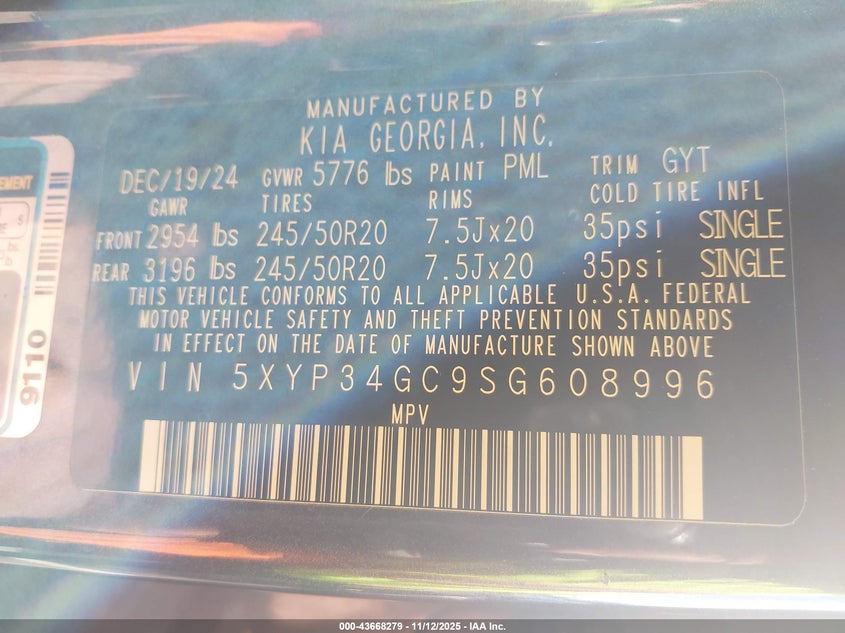 MANUFACTURED BY
KIA GEORGIA, INC.
DEC/19/24 GVWR 5776 lbs PAINT PML TRIM GYT
GAWR TIRES RIMS COLD TIRE INFL
FRONT 2954 lbs 245/50R20 7.5Jx20 35psi SINGLE
REAR 3196 lbs 245/50R20 7.5Jx20 35psi SINGLE
THIS VEHICLE CONFORMS TO ALL APPLICABLE U.S.A. FEDERAL
MOTOR VEHICLE SAFETY AND THEFT PREVENTION STANDARDS
IN EFFECT ON THE DATE OF MANUFACTURE SHOWN ABOVE
VIN 5XYP34GC9SG608996
MPV
9110
000-43668279 - 11/12/2025 - IAA Inc.